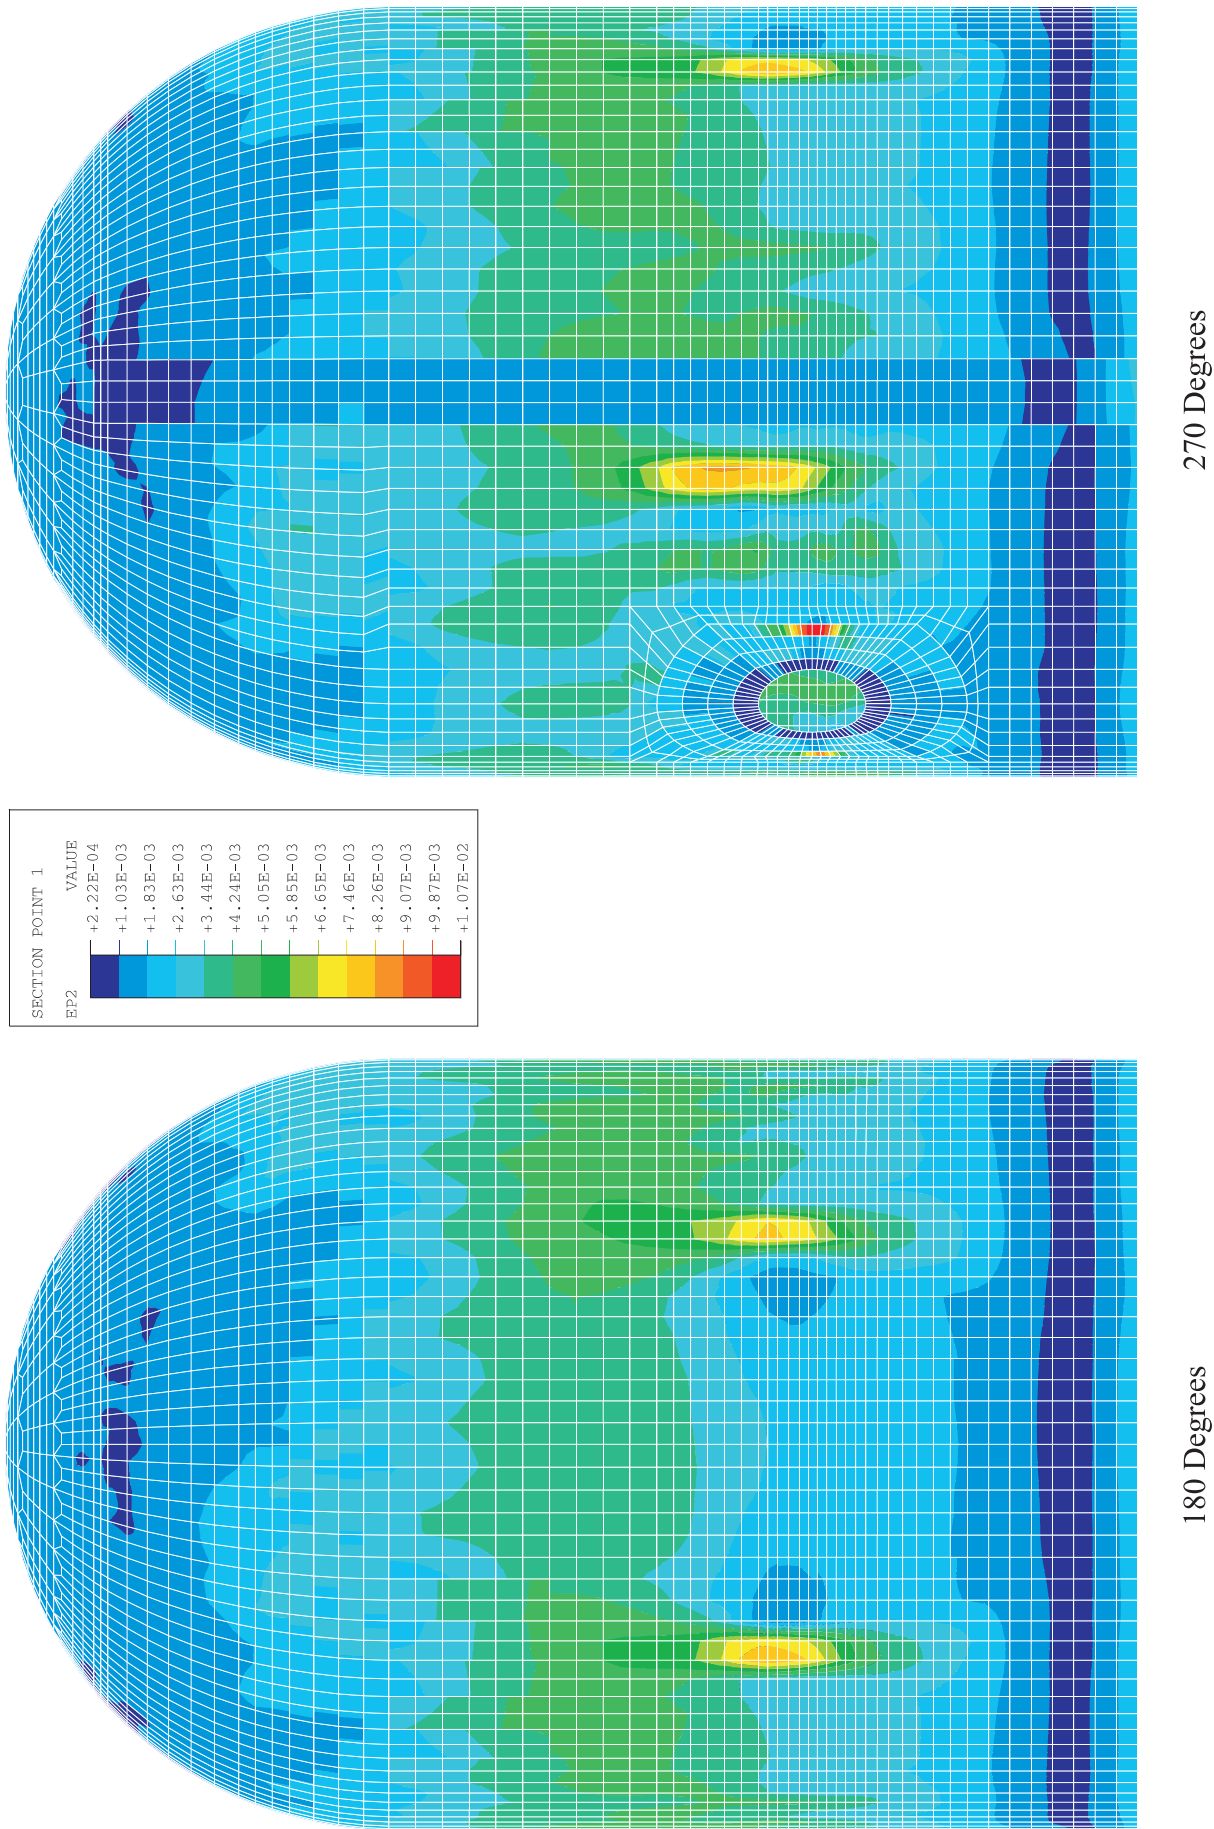 SECTION POINT 1
EP2 VALUE
+2.22E-04
+1.03E-03
+1.83E-03
+2.63E-03
+3.44E-03
+4.24E-03
+5.05E-03
+5.85E-03
+6.65E-03
+7.46E-03
+8.26E-03
+9.07E-03
+9.87E-03
+1.07E-02
180 Degrees
270 Degrees